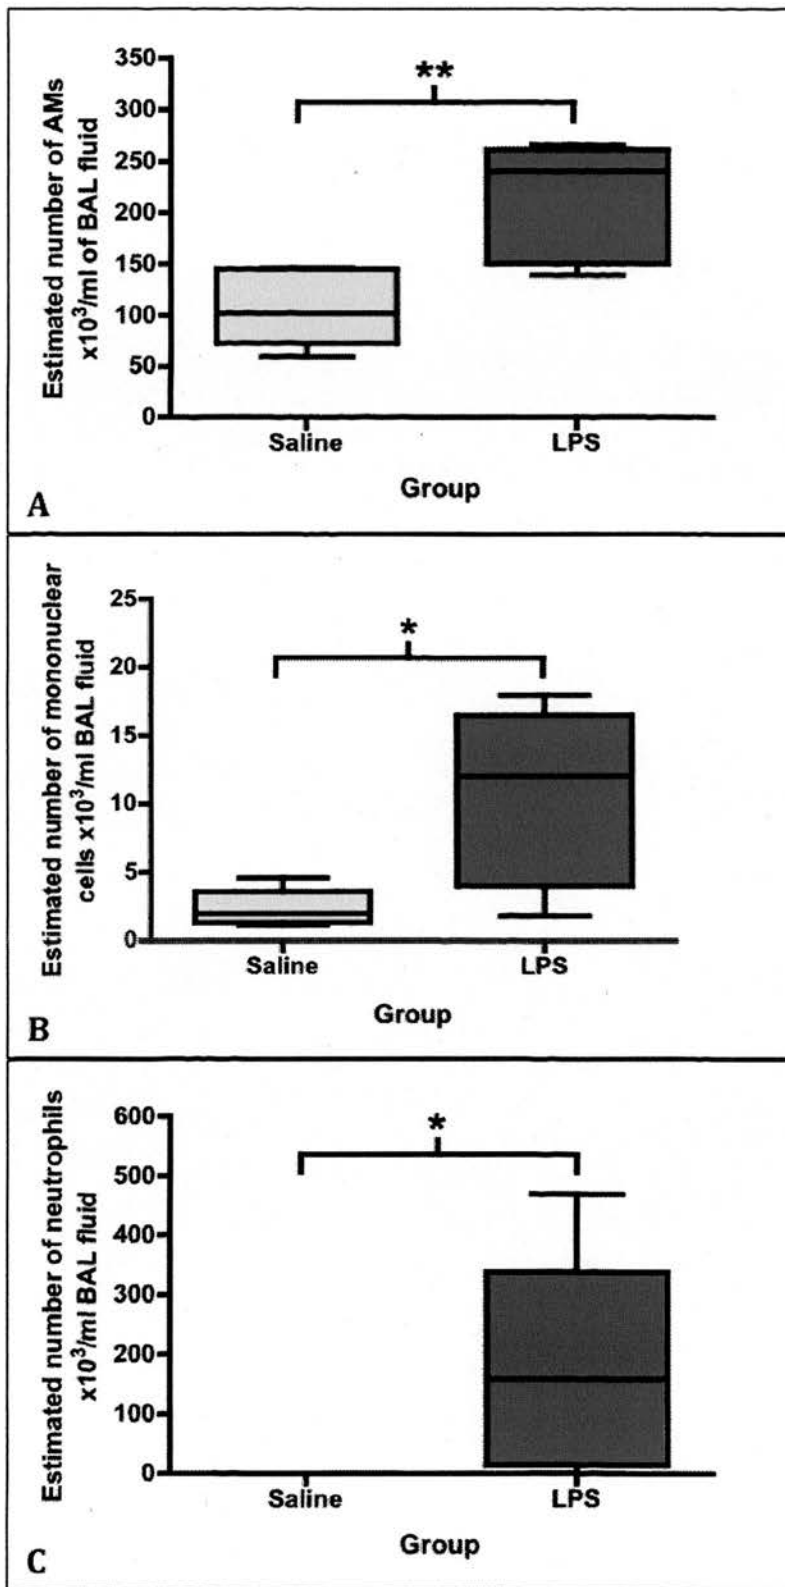 Estimated number of AMs
x10³/ml of BAL fluid
350
300
250
200
150
100
50
0
**
Saline
LPS
Group
A
Estimated number of mononuclear
cells x10³/ml BAL fluid
25
20
15
10
5
0
*
Saline
LPS
Group
B
Estimated number of neutrophils
x10³/ml BAL fluid
600
500
400
300
200
100
0
*
Saline
LPS
Group
C